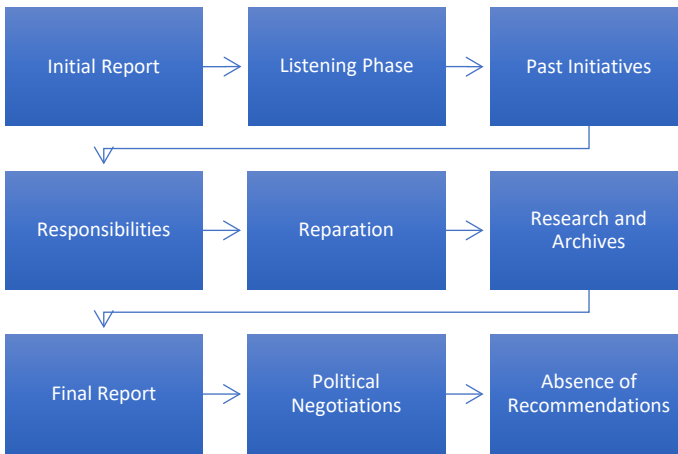 Initial Report
Listening Phase
Past Initiatives
Responsibilities
Reparation
Research and
Archives
Final Report
Political
Negotiations
Absence of
Recommendations